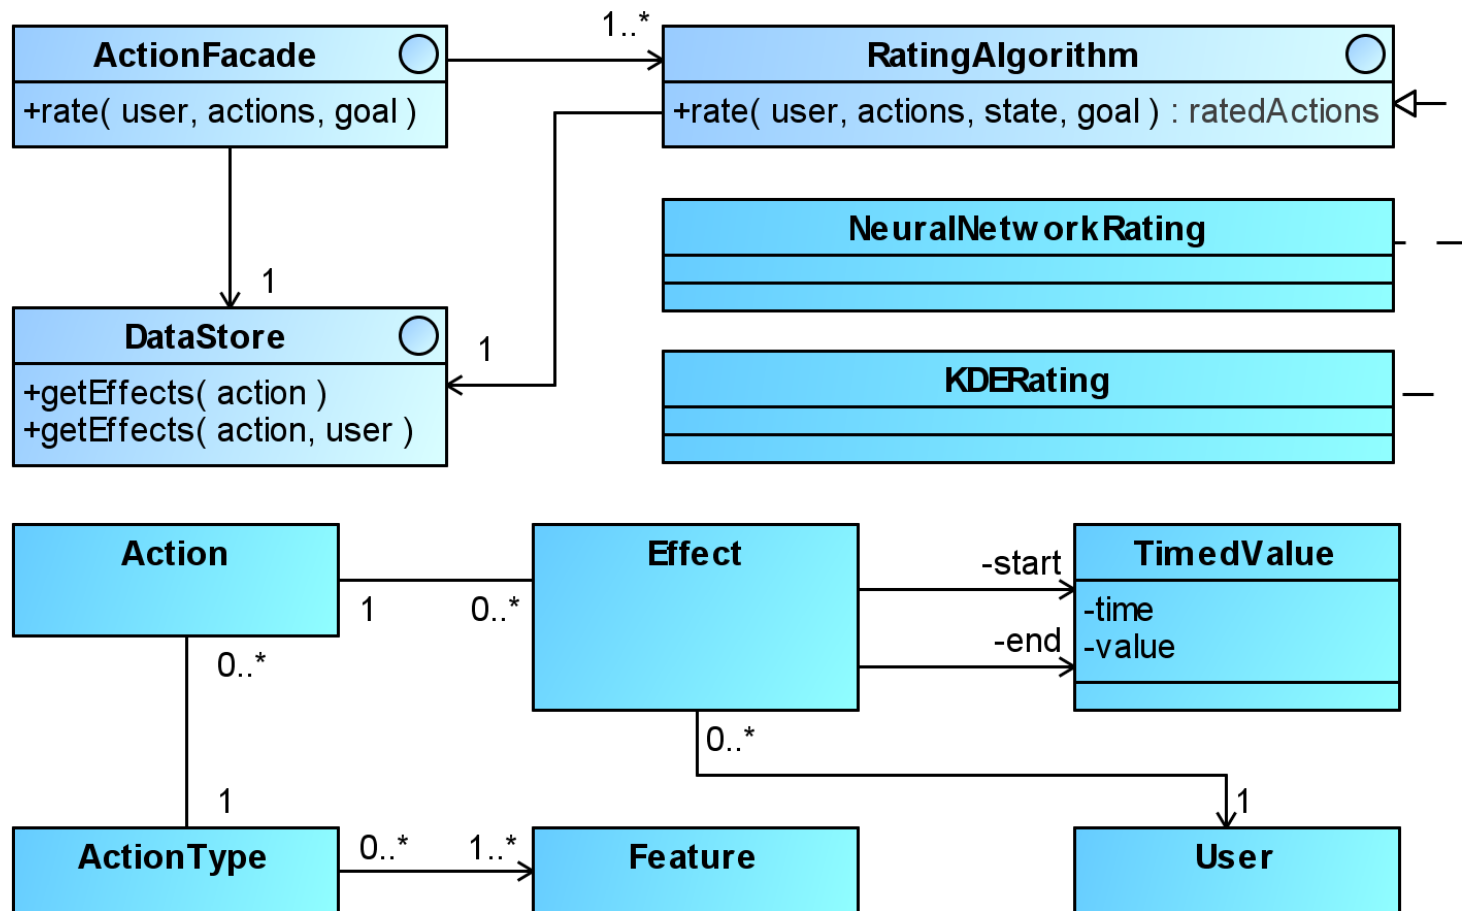 ActionFacade
+rate( user, actions, goal )
1..*
RatingAlgorithm
+rate( user, actions, state, goal ) : ratedActions
NeuralNetworkRating
1
DataStore
+getEffects( action )
+getEffects( action, user )
1
KDERating
Action
1
0..*
Effect
-start
-end
TimedValue
-time
-value
0..*
0..*
1
1
ActionType
0..*
1..*
Feature
User